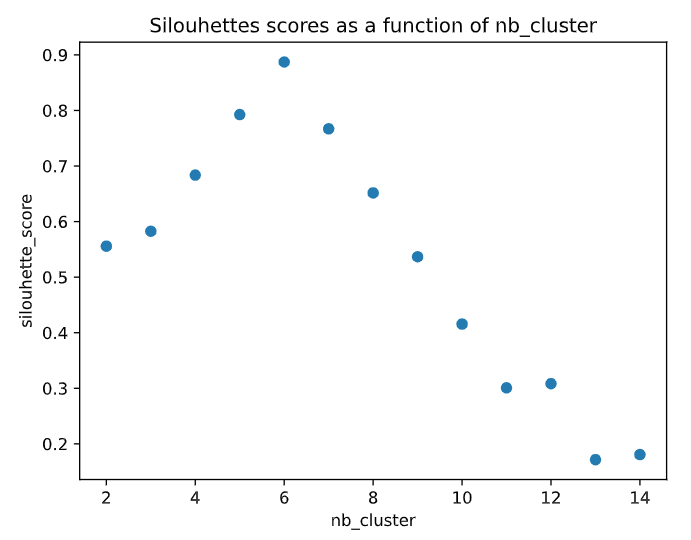 Silouhettes scores as a function of nb_cluster
0.9
0.8
0.7
0.6
0.5
0.4
0.3
0.2
silouhette_score
2 4 6 8 10 12 14
nb_cluster